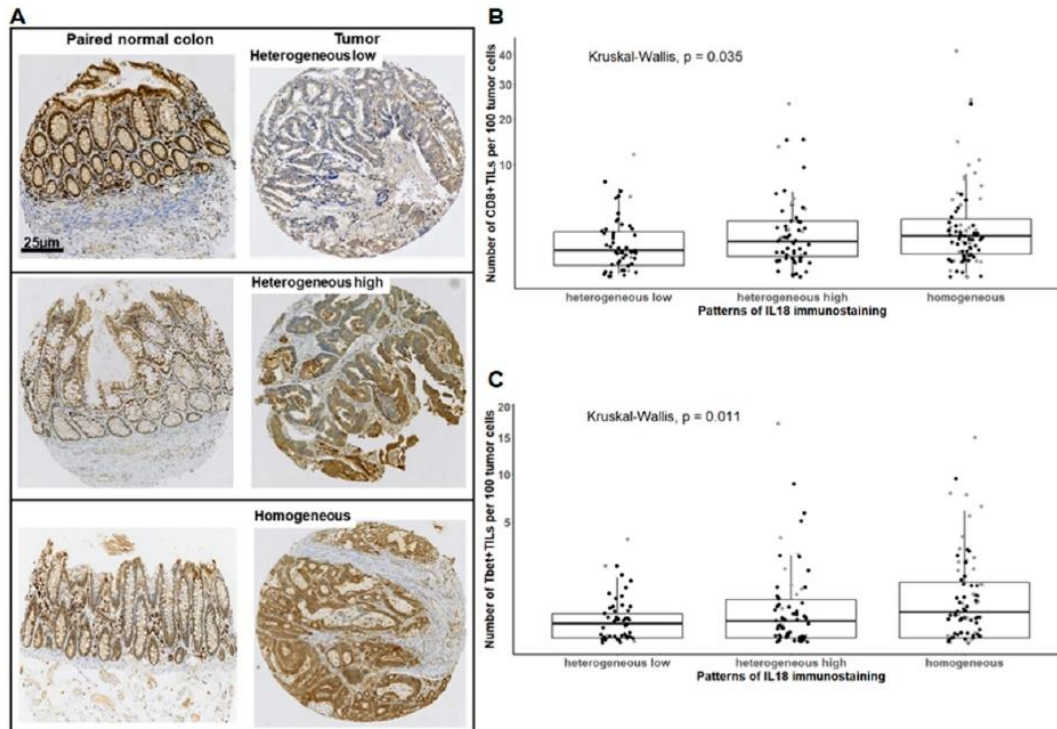 A
Paired normal colon
Tumor
Heterogeneous low
25µm
Heterogeneous high
Homogeneous
B
Kruskal-Wallis, p = 0.035
Number of CD8+TILs per 100 tumor cells
40
30
20
10
heterogeneous low
heterogeneous high
homogeneous
Patterns of IL18 immunostaining
C
Kruskal-Wallis, p = 0.011
Number of Tbet+TILs per 100 tumor cells
20
15
10
5
heterogeneous low
heterogeneous high
homogeneous
Patterns of IL18 immunostaining